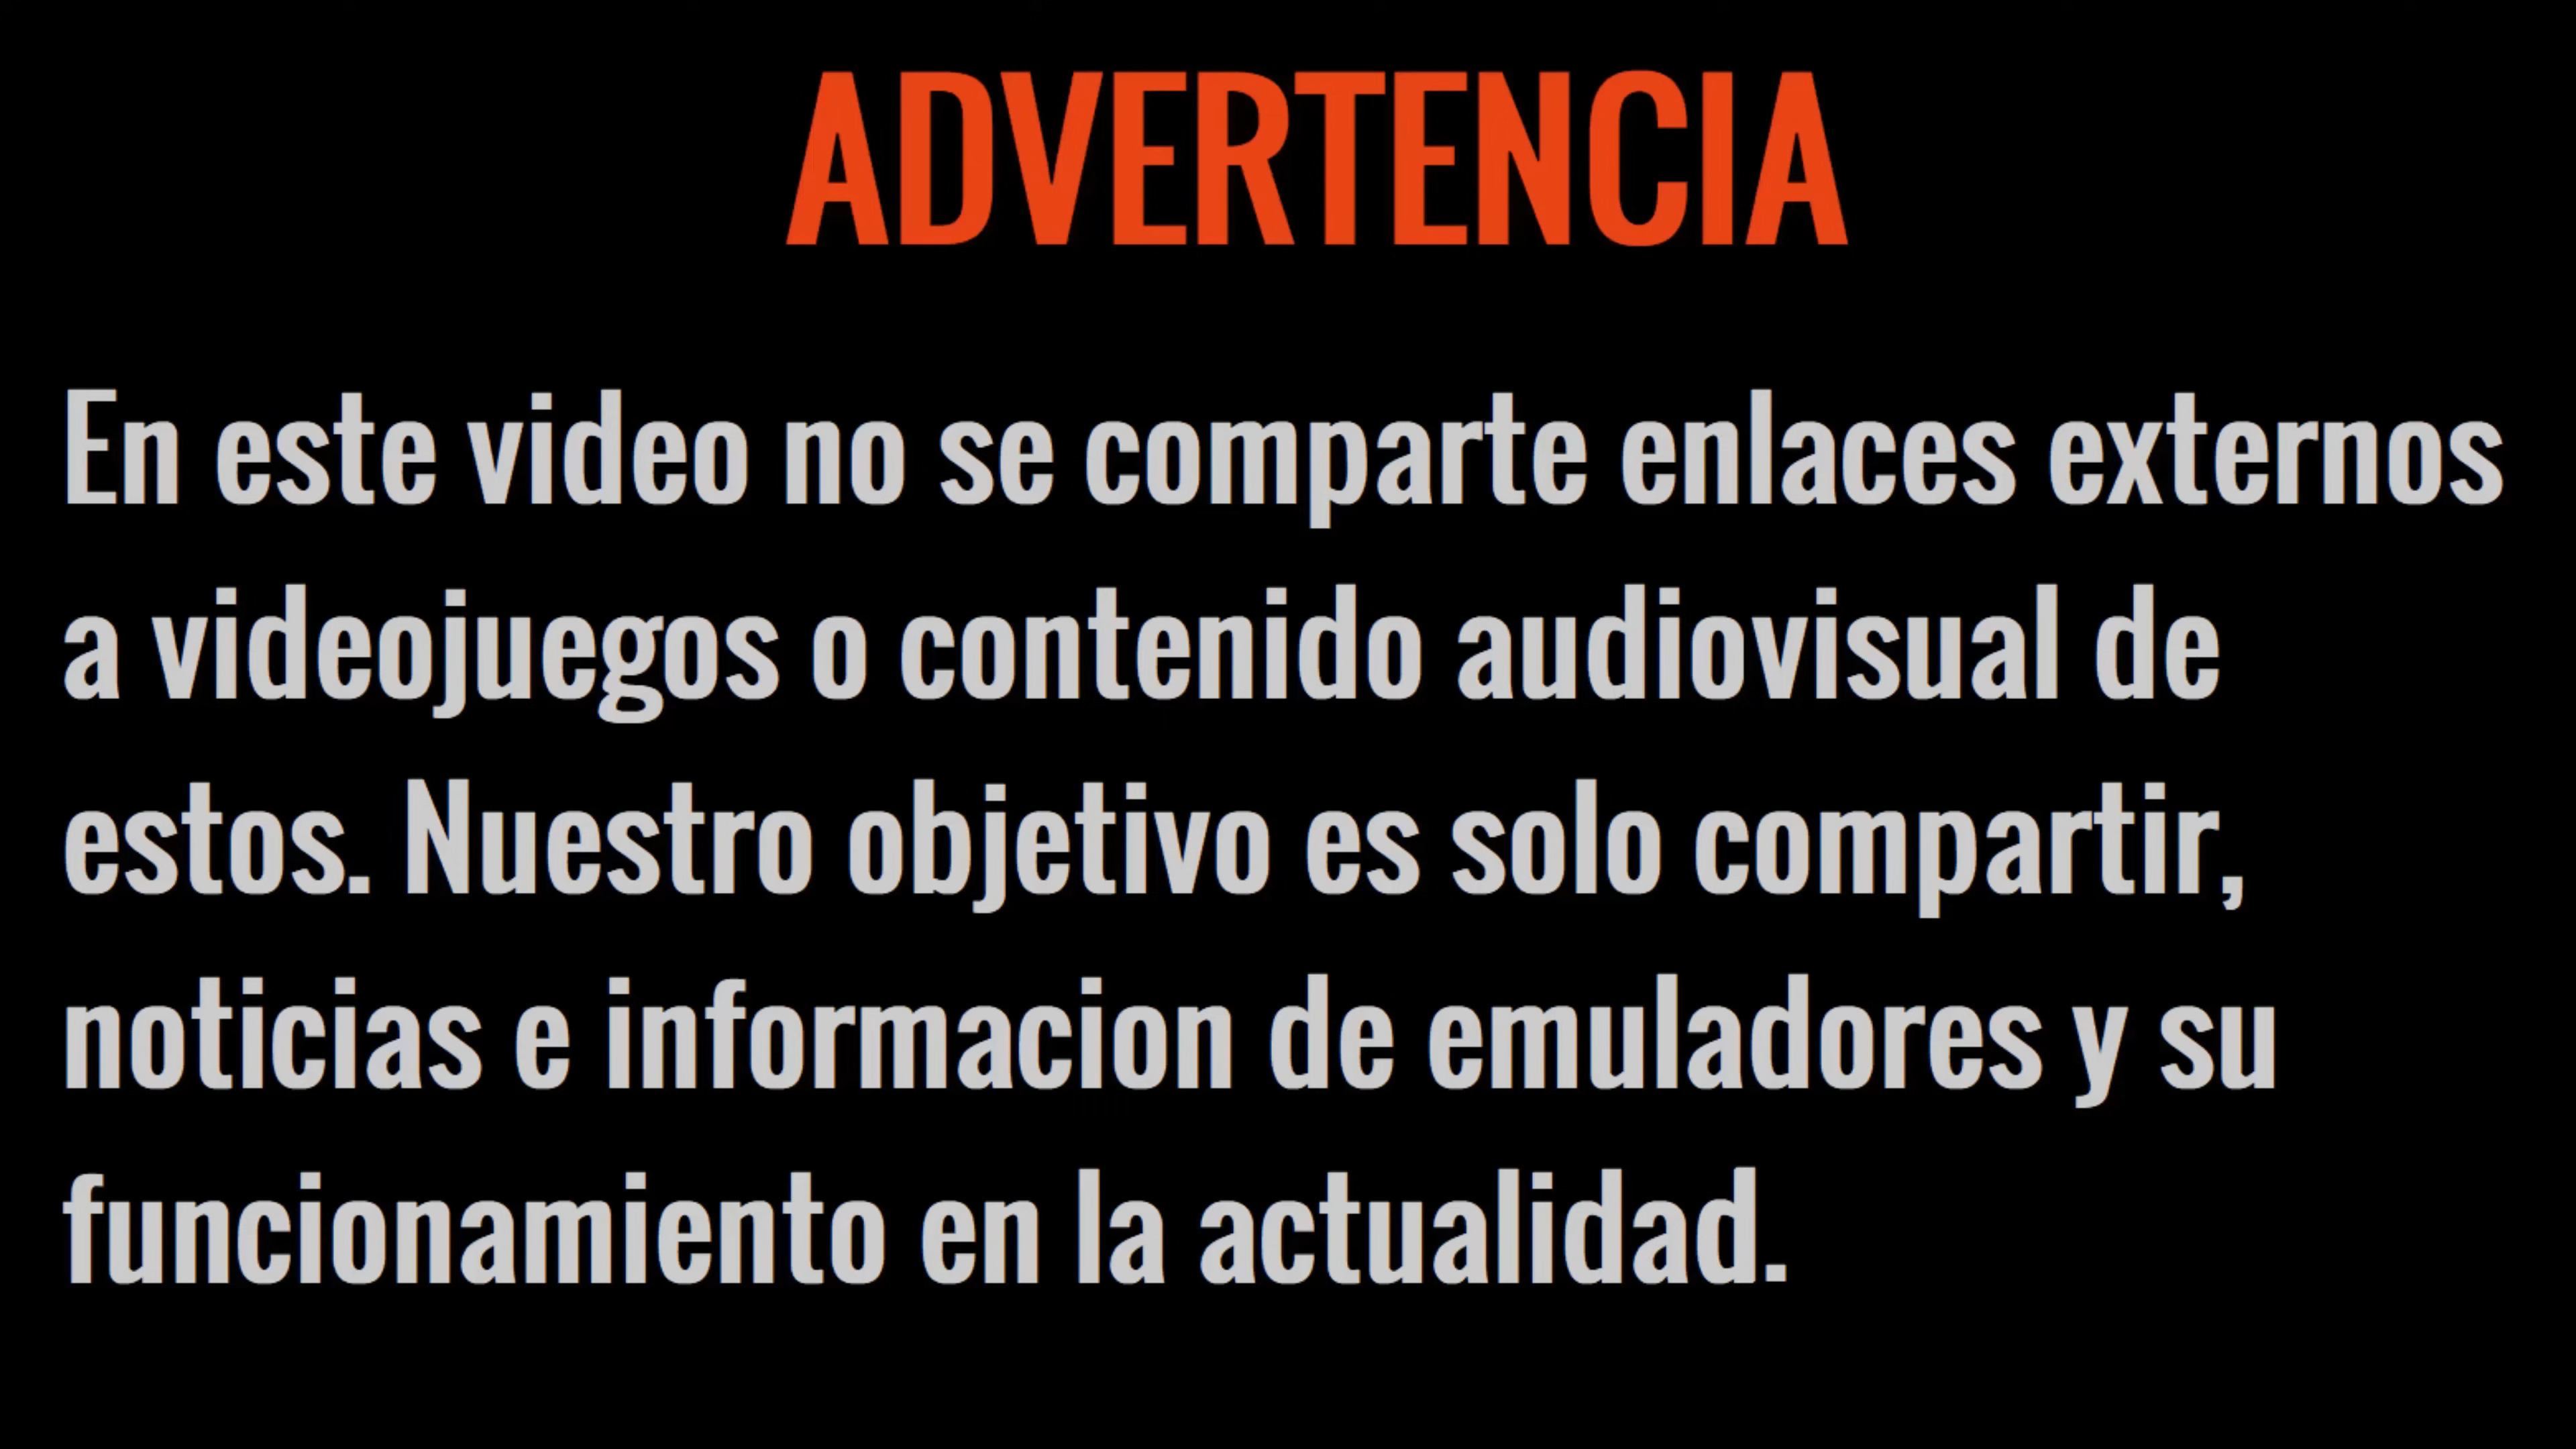 ADVERTENCIA
En este video no se comparte enlaces externos
a videojuegos o contenido audiovisual de
estos. Nuestro objetivo es solo compartir,
noticias e informacion de emuladores y su
funcionamiento en la actualidad.